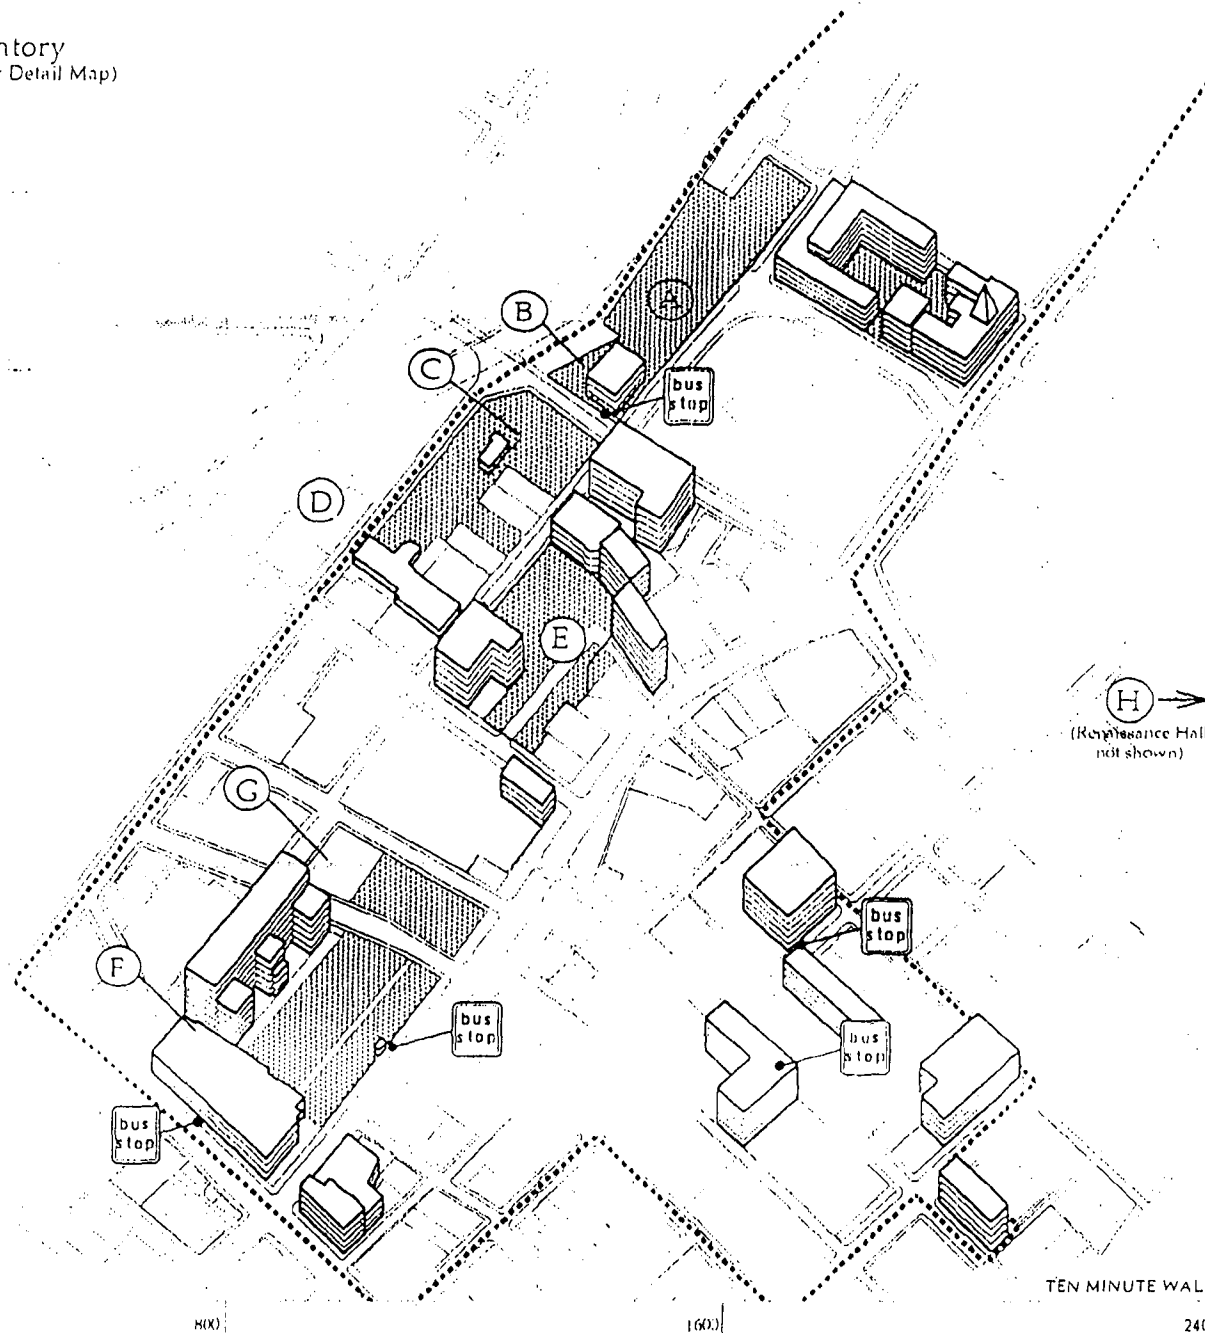 ntory
r Detail Map)
A
B
bus
stop
C
D
E
H
(Renaissance Hall
not shown)
G
bus
stop
F
bus
stop
bus
stop
bus
stop
TEN MINUTE WAL
800
1600
240